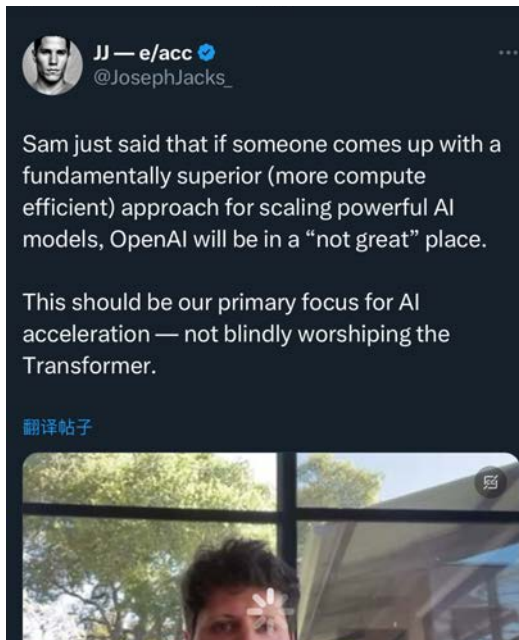 JJ — e/acc
@JosephJacks_
Sam just said that if someone comes up with a
fundamentally superior (more compute
efficient) approach for scaling powerful AI
models, OpenAI will be in a “not great” place.
This should be our primary focus for AI
acceleration — not blindly worshiping the
Transformer.
翻译帖子